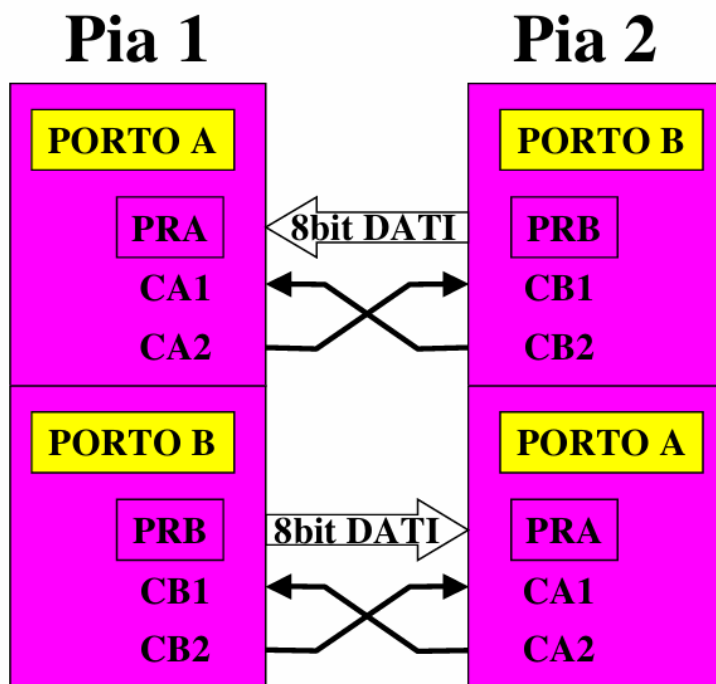 Pia 1 Pia 2
PORTO A PORTO B
PRA 8bit DATI PRB
CA1 CB1
CA2 CB2
PORTO B PORTO A
PRB 8bit DATI PRA
CB1 CA1
CB2 CA2